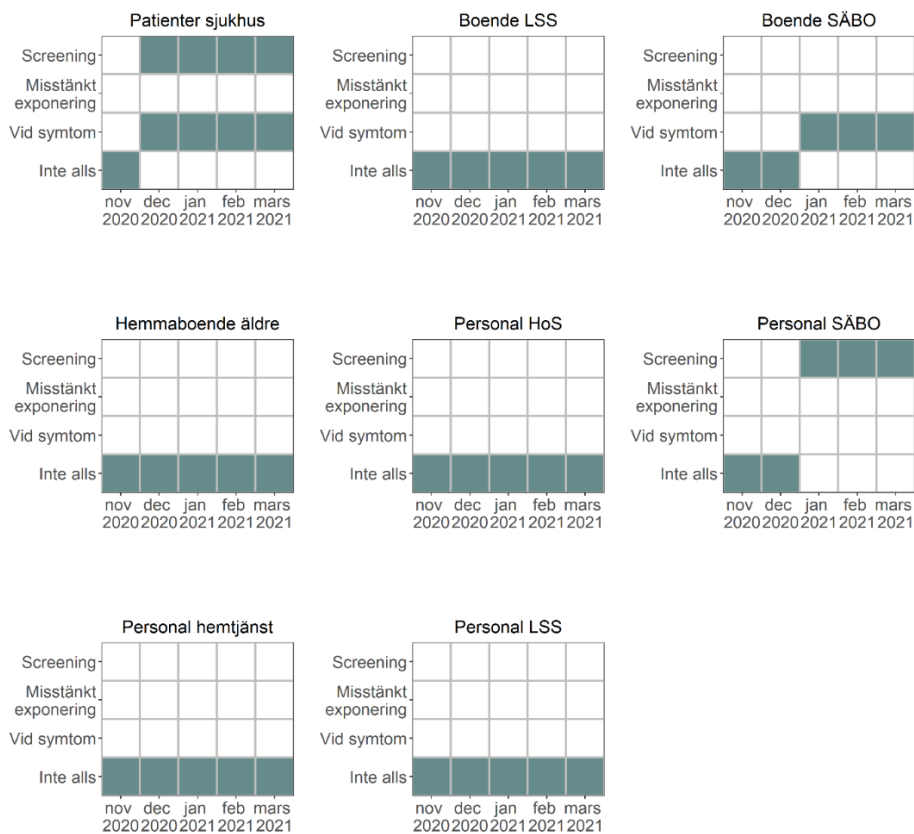 Patienter sjukhus
Screening
Misstänkt
exponering
Vid symtom
Inte alls
nov dec jan feb mars
2020 2020 2021 2021 2021
Boende LSS
Screening
Misstänkt
exponering
Vid symtom
Inte alls
nov dec jan feb mars
2020 2020 2021 2021 2021
Boende SÄBO
Screening
Misstänkt
exponering
Vid symtom
Inte alls
nov dec jan feb mars
2020 2020 2021 2021 2021
Hemmaboende äldre
Screening
Misstänkt
exponering
Vid symtom
Inte alls
nov dec jan feb mars
2020 2020 2021 2021 2021
Personal HoS
Screening
Misstänkt
exponering
Vid symtom
Inte alls
nov dec jan feb mars
2020 2020 2021 2021 2021
Personal SÄBO
Screening
Misstänkt
exponering
Vid symtom
Inte alls
nov dec jan feb mars
2020 2020 2021 2021 2021
Personal hemtjänst
Screening
Misstänkt
exponering
Vid symtom
Inte alls
nov dec jan feb mars
2020 2020 2021 2021 2021
Personal LSS
Screening
Misstänkt
exponering
Vid symtom
Inte alls
nov dec jan feb mars
2020 2020 2021 2021 2021